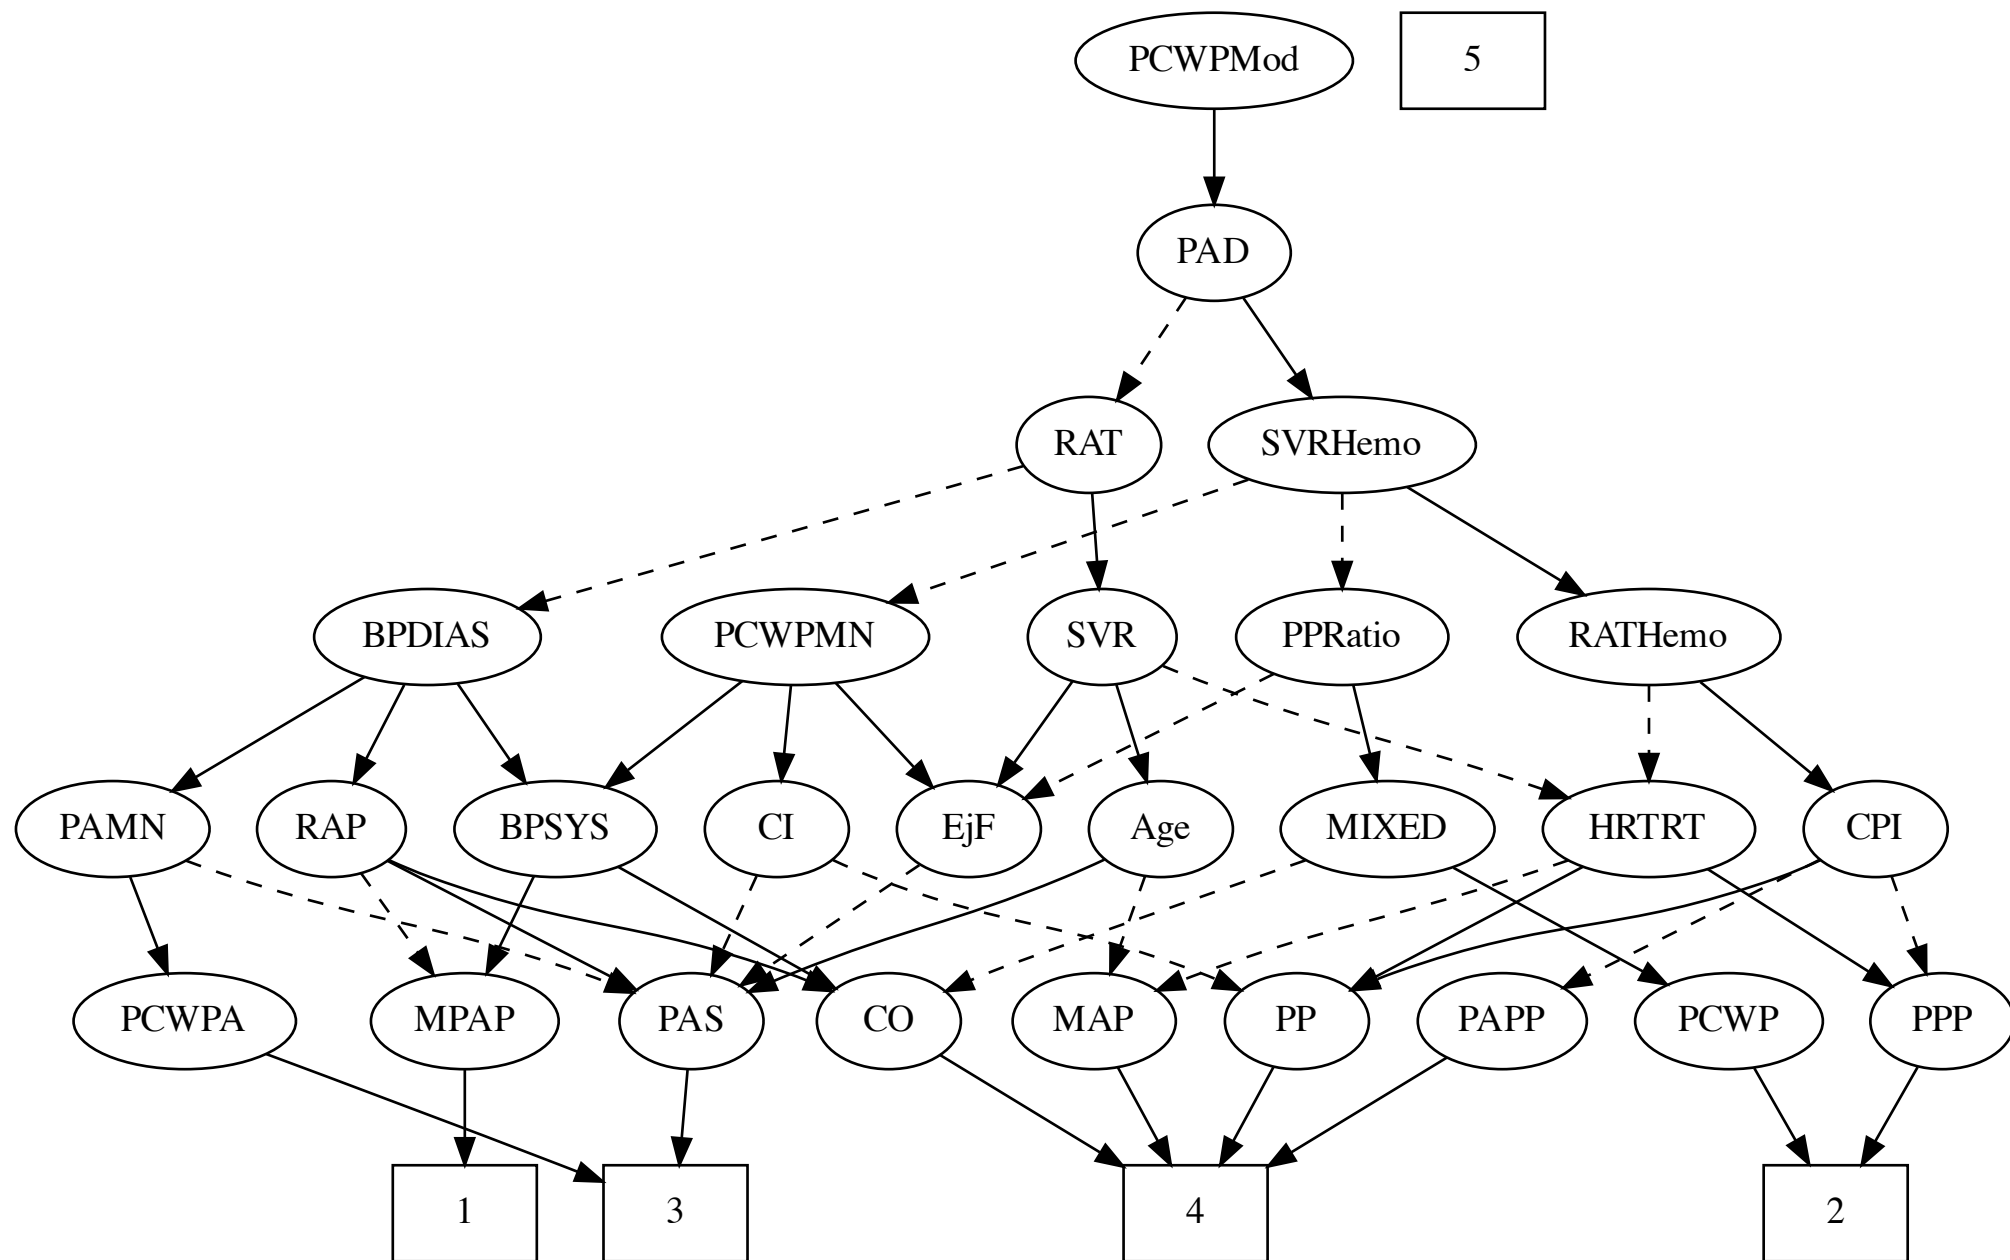 PCWPMod
5
PAD
RAT
SVRHemo
BPDIAS
PCWPMN
SVR
PPRatio
RATHemo
PAMN
RAP
BPSYS
CI
EjF
Age
MIXED
HRTRT
CPI
PCWPA
MPAP
PAS
CO
MAP
PP
PAPP
PCWP
PPP
1
3
4
2